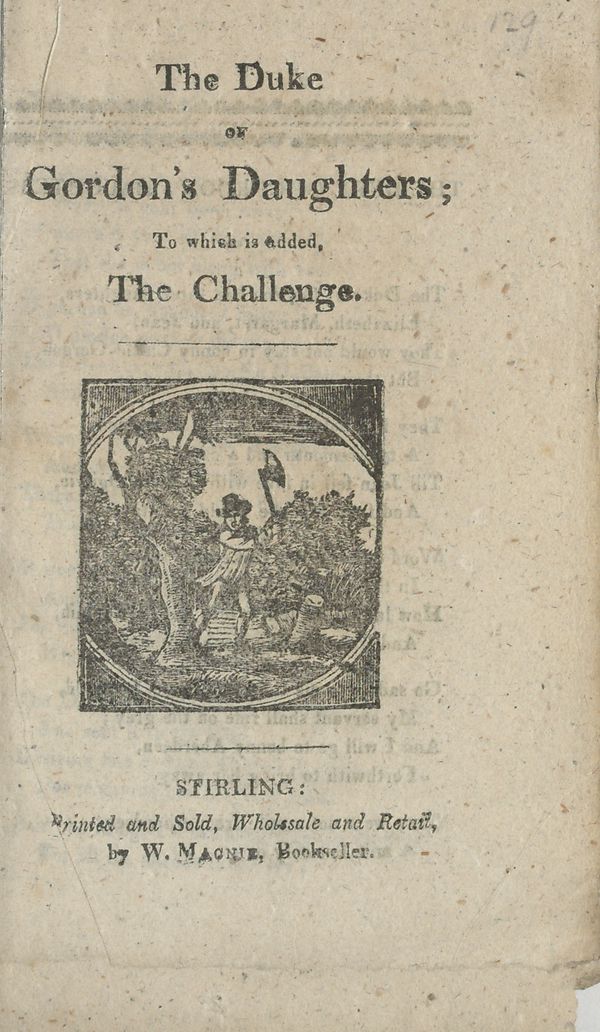 129
The Duke
OF
Gordon's Daughters;
To which is added,
The Challenge.
STIRLING:
Printed and Sold, Wholesale and Retail,
by W. MACNIE, Bookseller.